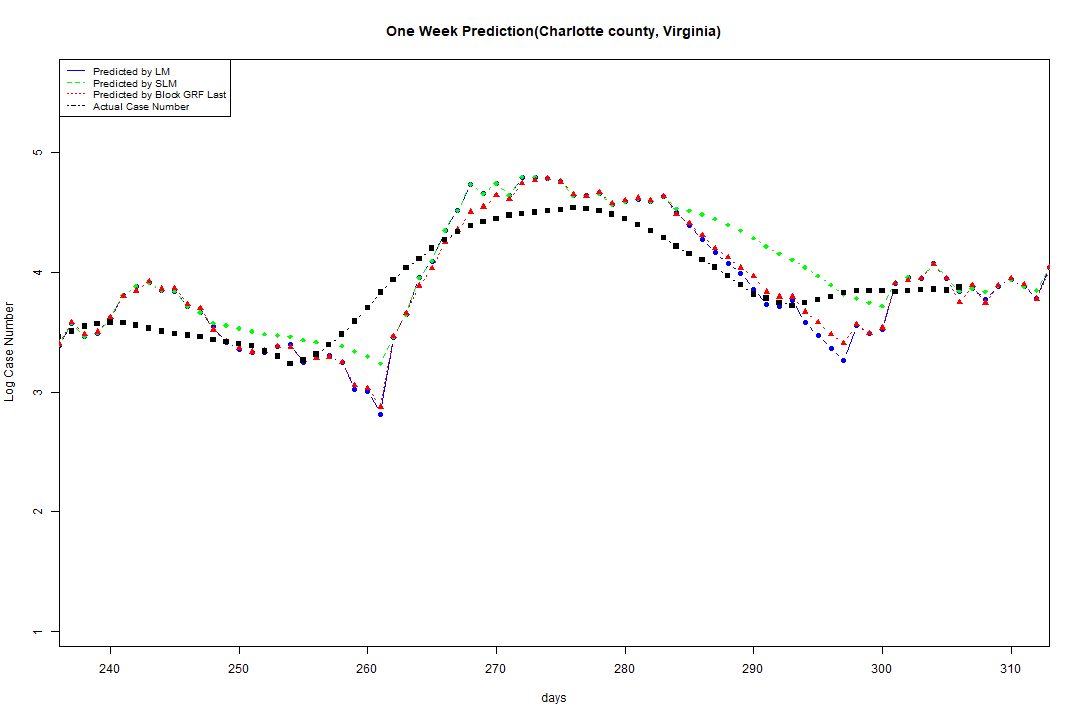 One Week Prediction(Charlotte county, Virginia)
Predicted by LM
Predicted by SLM
Predicted by Block GRF Last
Actual Case Number
5
4
3
2
1
Log Case Number
240 250 260 270 280 290 300 310
days